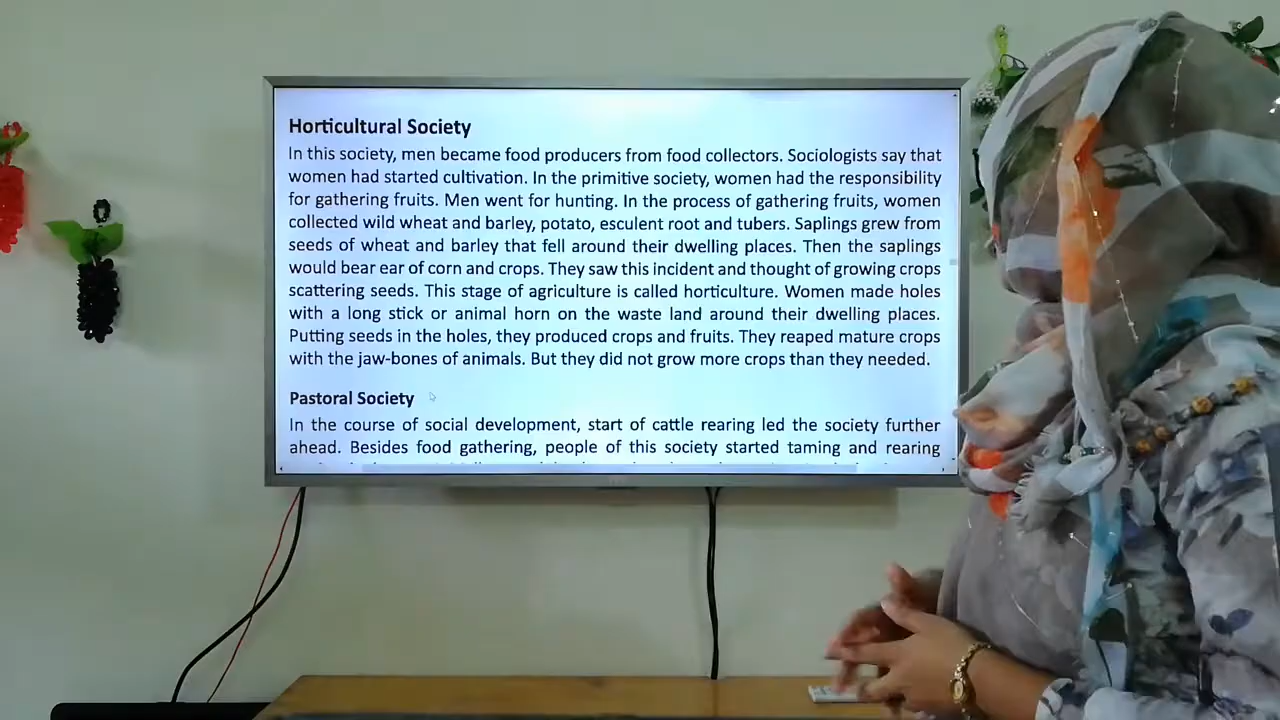 Horticultural Society
In this society, men became food producers from food collectors. Sociologists say that
women had started cultivation. In the primitive society, women had the responsibility
for gathering fruits. Men went for hunting. In the process of gathering fruits, women
collected wild wheat and barley, potato, esculent root and tubers. Saplings grew from
seeds of wheat and barley that fell around their dwelling places. Then the saplings
would bear ear of corn and crops. They saw this incident and thought of growing crops
scattering seeds. This stage of agriculture is called horticulture. Women made holes
with a long stick or animal horn on the waste land around their dwelling places.
Putting seeds in the holes, they produced crops and fruits. They reaped mature crops
with the jaw-bones of animals. But they did not grow more crops than they needed.
Pastoral Society
In the course of social development, start of cattle rearing led the society further
ahead. Besides food gathering, people of this society started taming and rearing